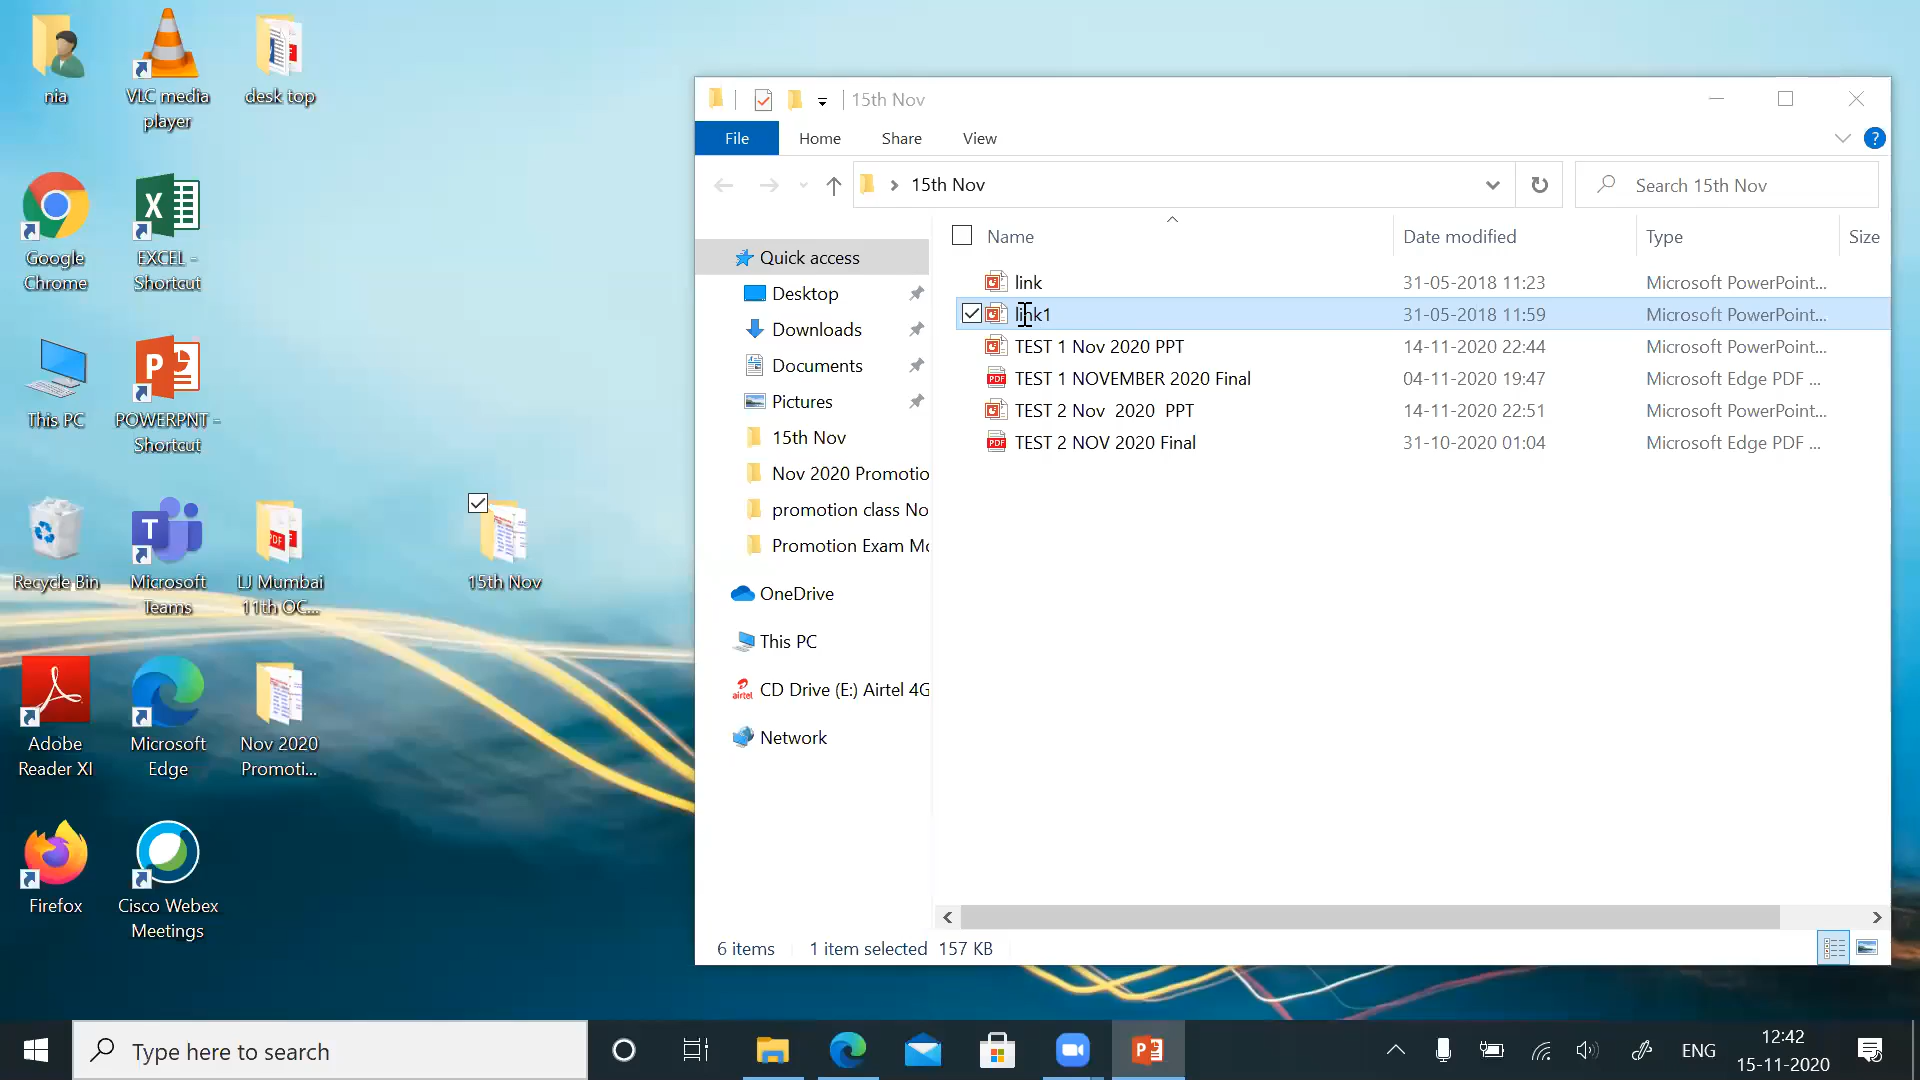 nia
VLC media
player
desk top
Google
Chrome
EXCEL -
Shortcut
This PC
POWERPNT -
Shortcut
Recycle Bin
Microsoft
Teams
LJ Mumbai
11th OC...
15th Nov
Adobe
Reader XI
Microsoft
Edge
Nov 2020
Promoti...
Firefox
Cisco Webex
Meetings
15th Nov
File
Home
Share
View
?
15th Nov
Search 15th Nov
Quick access
Desktop
Downloads
Documents
Pictures
15th Nov
Nov 2020 Promotio
promotion class No
Promotion Exam Mo
OneDrive
This PC
CD Drive (E:) Airtel 4G
airtel
Network
Name Date modified Type Size
link 31-05-2018 11:23 Microsoft PowerPoint...
link1 31-05-2018 11:59 Microsoft PowerPoint...
TEST 1 Nov 2020 PPT 14-11-2020 22:44 Microsoft PowerPoint...
TEST 1 NOVEMBER 2020 Final 04-11-2020 19:47 Microsoft Edge PDF ...
TEST 2 Nov  2020  PPT 14-11-2020 22:51 Microsoft PowerPoint...
TEST 2 NOV 2020 Final 31-10-2020 01:04 Microsoft Edge PDF ...
6 items 1 item selected 157 KB
Type here to search
ENG
12:42
15-11-2020